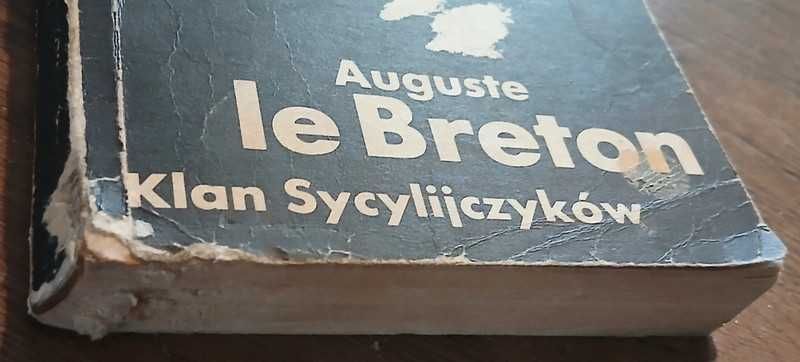 Auguste
le Breton
Klan Sycylijczyków